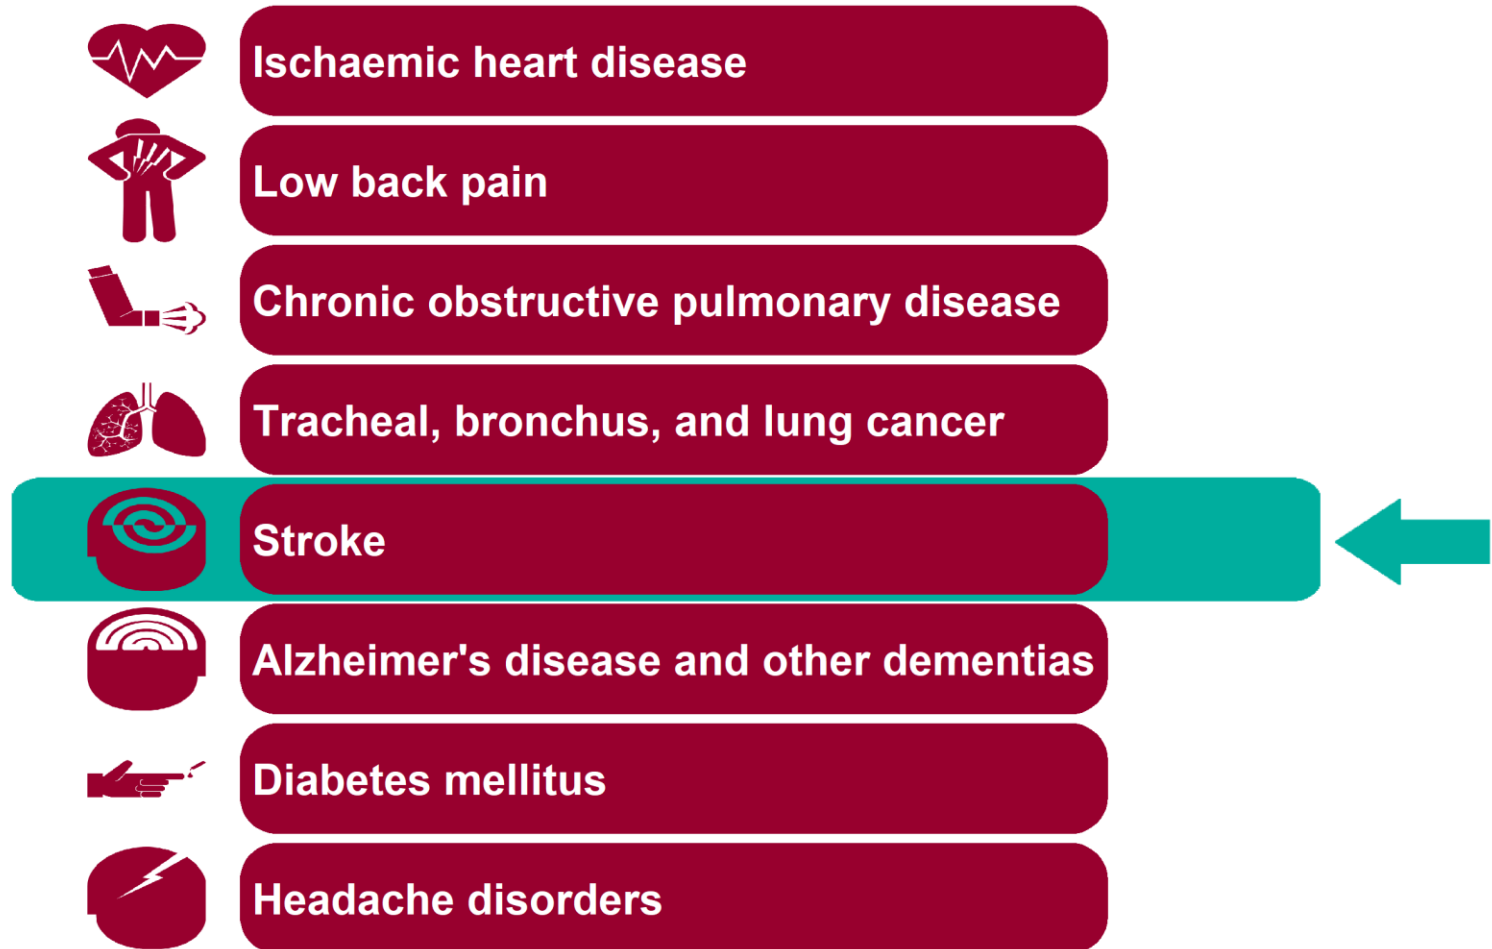 Ischaemic heart disease
Low back pain
Chronic obstructive pulmonary disease
Tracheal, bronchus, and lung cancer
Stroke
Alzheimer's disease and other dementias
Diabetes mellitus
Headache disorders